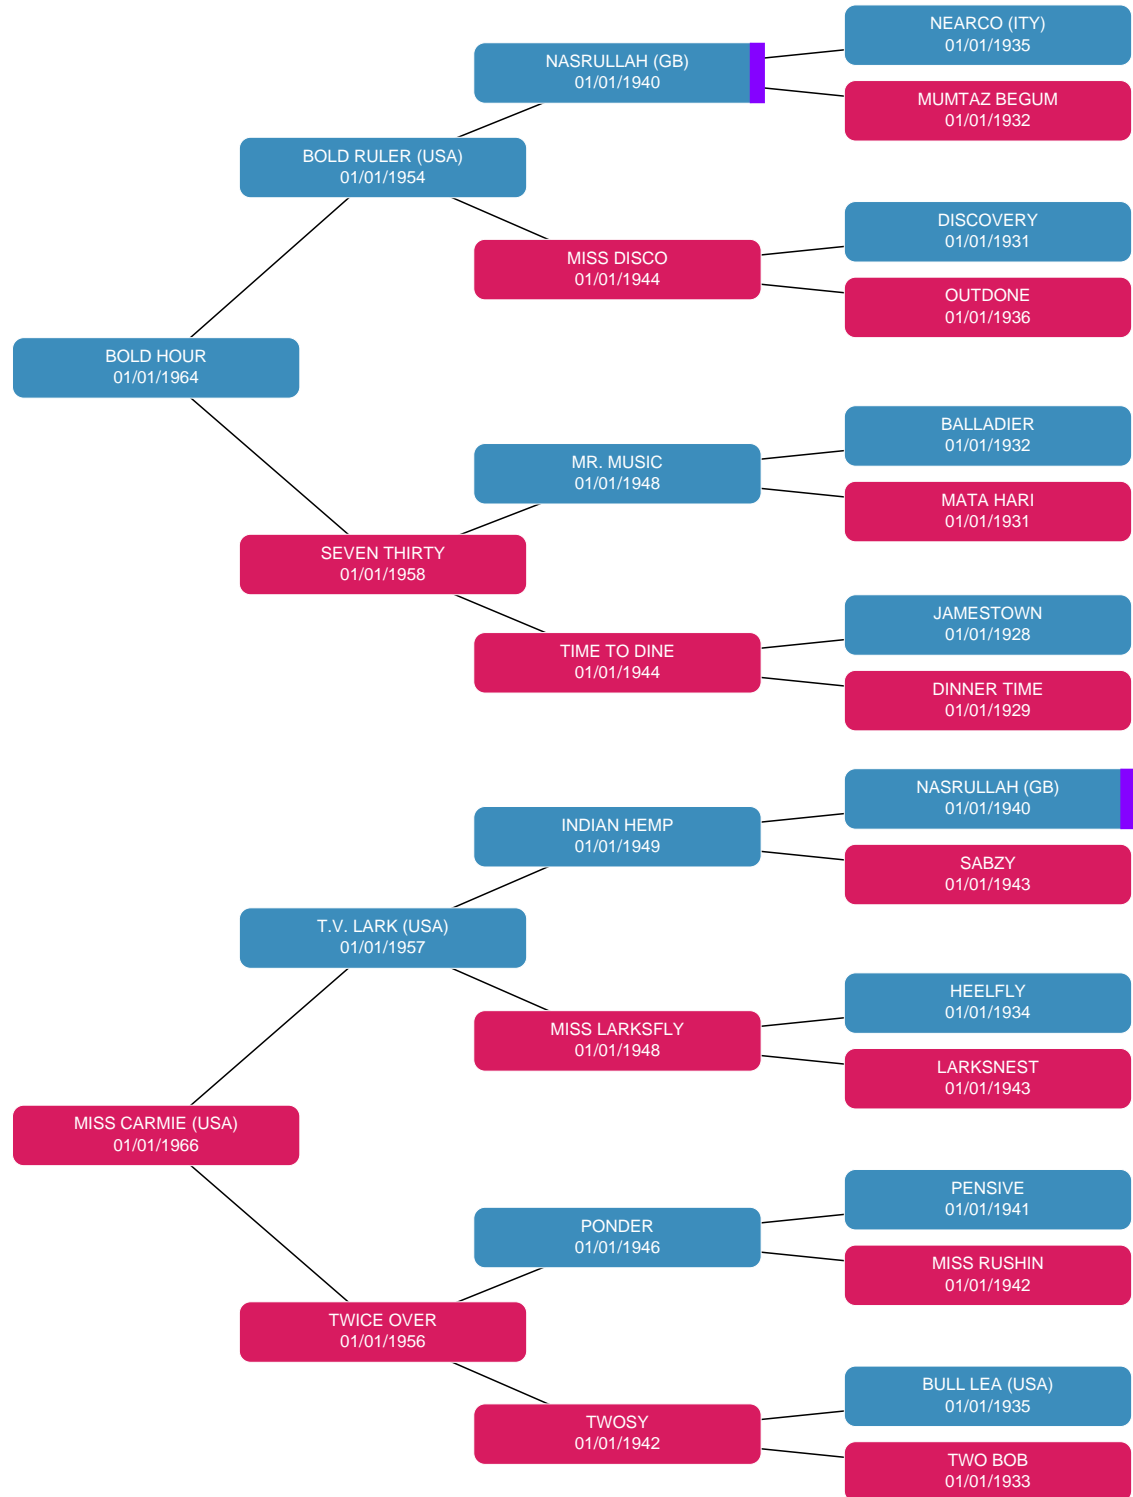 NEARCO (ITY)
01/01/1935
NASRULLAH (GB)
01/01/1940
MUMTAZ BEGUM
01/01/1932
BOLD RULER (USA)
01/01/1954
DISCOVERY
01/01/1931
MISS DISCO
01/01/1944
OUTDONE
01/01/1936
BOLD HOUR
01/01/1964
BALLADIER
01/01/1932
MR. MUSIC
01/01/1948
MATA HARI
01/01/1931
SEVEN THIRTY
01/01/1958
JAMESTOWN
01/01/1928
TIME TO DINE
01/01/1944
DINNER TIME
01/01/1929
NASRULLAH (GB)
01/01/1940
INDIAN HEMP
01/01/1949
SABZY
01/01/1943
T.V. LARK (USA)
01/01/1957
HEELFLY
01/01/1934
MISS LARKSFLY
01/01/1948
LARKSNEST
01/01/1943
MISS CARMIE (USA)
01/01/1966
PENSIVE
01/01/1941
PONDER
01/01/1946
MISS RUSHIN
01/01/1942
TWICE OVER
01/01/1956
BULL LEA (USA)
01/01/1935
TWOSY
01/01/1942
TWO BOB
01/01/1933